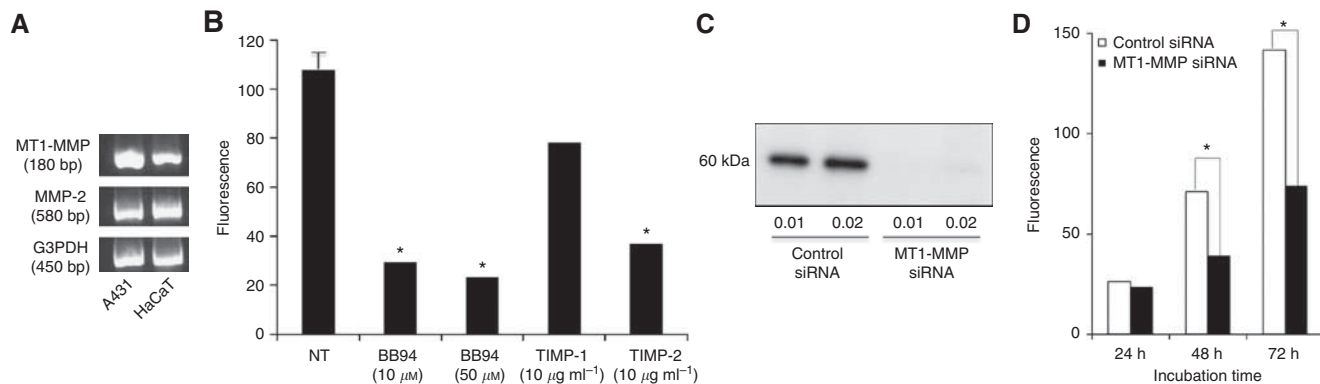 A
MT1-MMP
(180 bp)
MMP-2
(580 bp)
G3PDH
(450 bp)
A431
HaCaT
B
Fluorescence
120
100
80
60
40
20
0
*
*
*
NT
BB94
(10 μM)
BB94
(50 μM)
TIMP-1
(10 μg ml⁻¹)
TIMP-2
(10 μg ml⁻¹)
C
60 kDa
0.01 0.02 0.01 0.02
Control
siRNA
MT1-MMP
siRNA
D
Fluorescence
150
100
50
0
Control siRNA
MT1-MMP siRNA
*
*
24 h 48 h 72 h
Incubation time